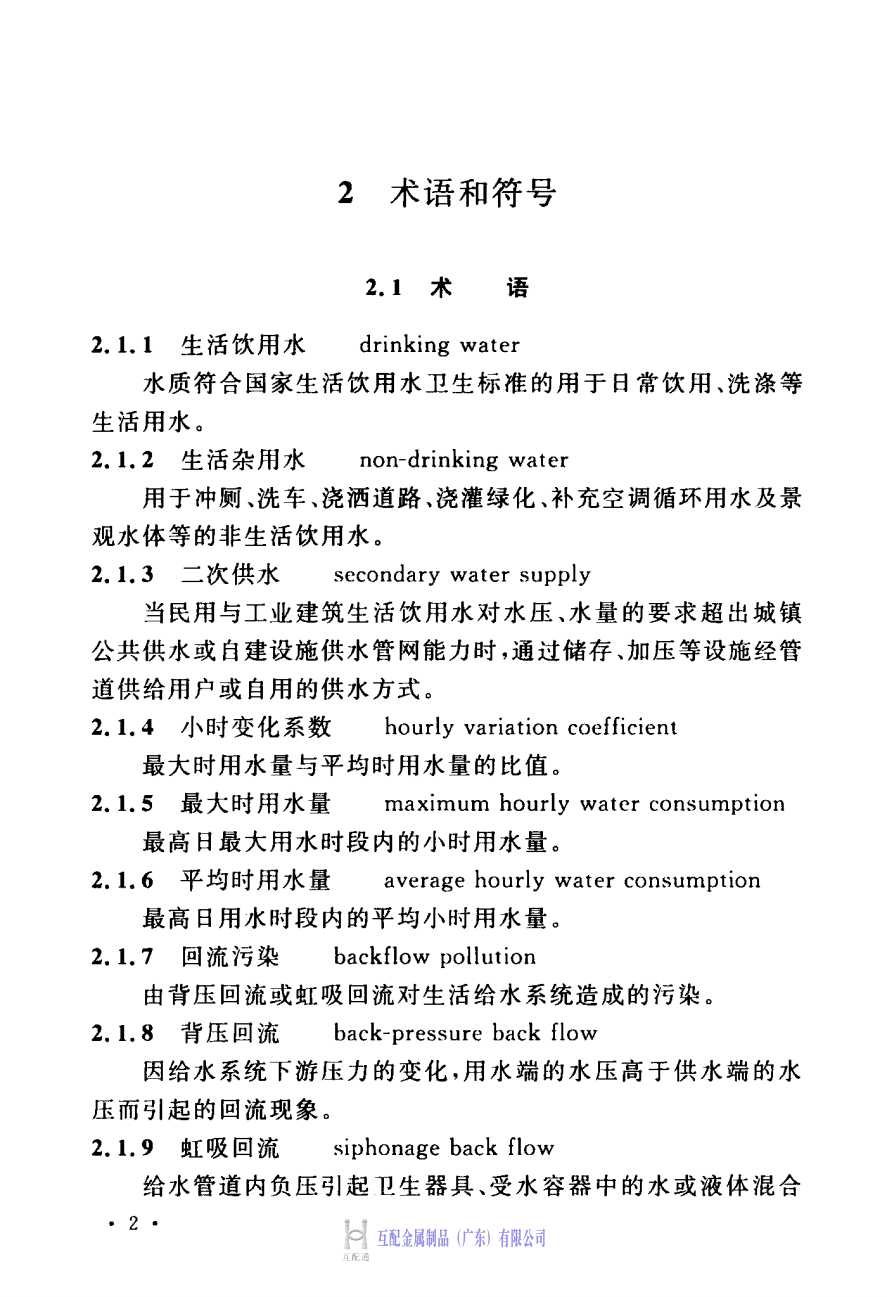 2 术语和符号
2.1 术 语
2.1.1 生活饮用水 drinking water
水质符合国家生活饮用水卫生标准的用于日常饮用、洗涤等
生活用水。
2.1.2 生活杂用水 non-drinking water
用于冲厕、洗车、浇洒道路、浇灌绿化、补充空调循环用水及景
观水体等的非生活饮用水。
2.1.3 二次供水 secondary water supply
当民用与工业建筑生活饮用水对水压、水量的要求超出城镇
公共供水或自建设施供水管网能力时,通过储存、加压等设施经管
道供给用户或自用的供水方式。
2.1.4 小时变化系数 hourly variation coefficient
最大时用水量与平均时用水量的比值。
2.1.5 最大时用水量 maximum hourly water consumption
最高日最大用水时段内的小时用水量。
2.1.6 平均时用水量 average hourly water consumption
最高日用水时段内的平均小时用水量。
2.1.7 回流污染 backflow pollution
由背压回流或虹吸回流对生活给水系统造成的污染。
2.1.8 背压回流 back-pressure back flow
因给水系统下游压力的变化,用水端的水压高于供水端的水
压而引起的回流现象。
2.1.9 虹吸回流 siphonage back flow
给水管道内负压引起卫生器具、受水容器中的水或液体混合
· 2 ·
互配金属制品（广东）有限公司
互配通